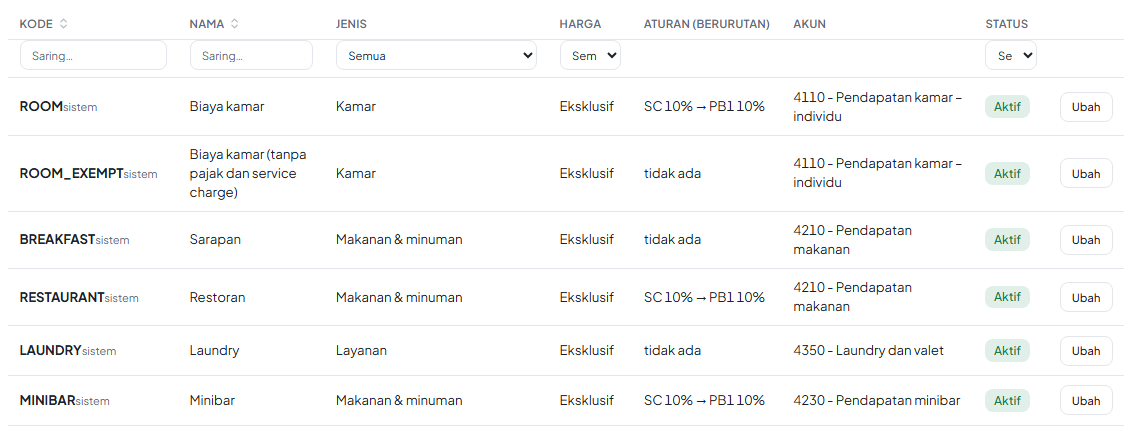 KODE NAMA JENIS HARGA ATURAN (BERURUTAN) AKUN STATUS
Saring... Saring... Semua Sem Se
ROOMsistem Biaya kamar Kamar Eksklusif SC 10% → PB1 10% 4110 - Pendapatan kamar –
individu Aktif Ubah
ROOM_EXEMPTsistem Biaya kamar (tanpa
pajak dan service
charge) Kamar Eksklusif tidak ada 4110 - Pendapatan kamar –
individu Aktif Ubah
BREAKFASTsistem Sarapan Makanan & minuman Eksklusif tidak ada 4210 - Pendapatan
makanan Aktif Ubah
RESTAURANTsistem Restoran Makanan & minuman Eksklusif SC 10% → PB1 10% 4210 - Pendapatan
makanan Aktif Ubah
LAUNDRYsistem Laundry Layanan Eksklusif tidak ada 4350 - Laundry dan valet Aktif Ubah
MINIBARsistem Minibar Makanan & minuman Eksklusif SC 10% → PB1 10% 4230 - Pendapatan minibar Aktif Ubah